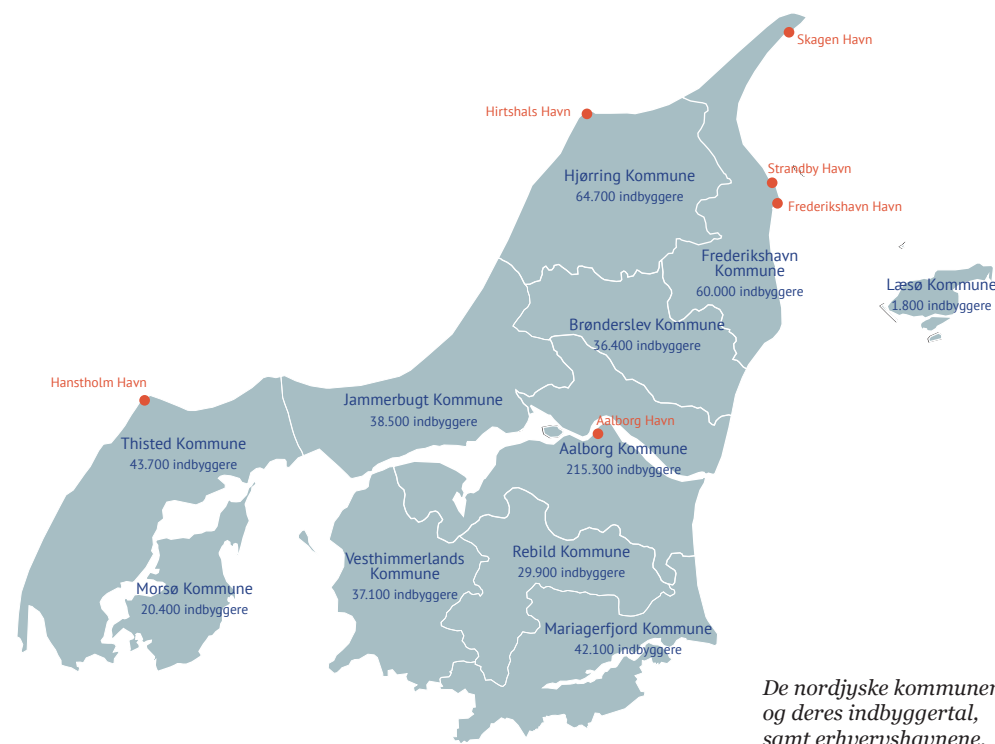 Skagen Havn
Hirtshals Havn
Strandby Havn
Hjørring Kommune
64.700 indbyggere
Frederikshavn Havn
Frederikshavn
Kommune
60.000 indbyggere
Læsø Kommune
1.800 indbyggere
Brønderslev Kommune
36.400 indbyggere
Hanstholm Havn
Jammerbugt Kommune
38.500 indbyggere
Aalborg Havn
Thisted Kommune
43.700 indbyggere
Aalborg Kommune
215.300 indbyggere
Vesthimmerlands
Kommune
37.100 indbyggere
Rebild Kommune
29.900 indbyggere
Morsø Kommune
20.400 indbyggere
Mariagerfjord Kommune
42.100 indbyggere
De nordjyske kommuner
og deres indbyggertal,
samt erhvervshavnene.